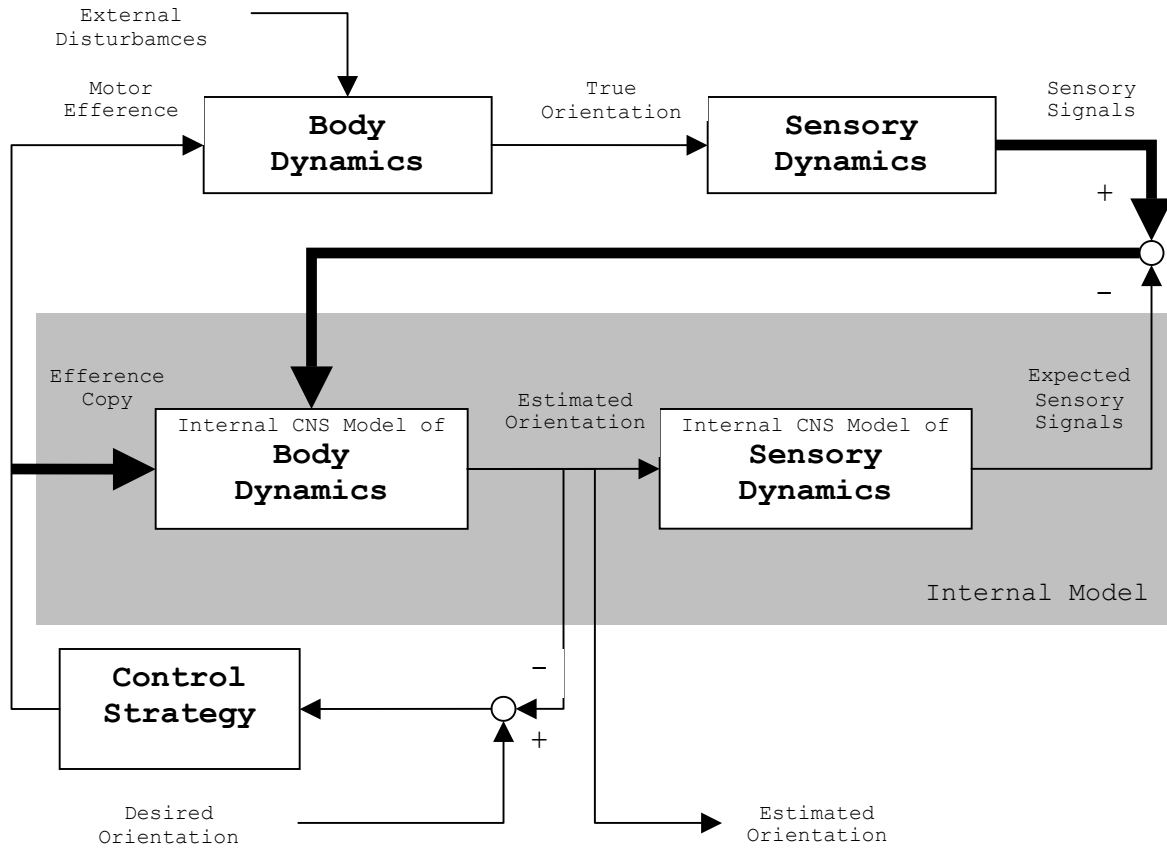 External
Disturbamces
Motor
Efference
Body
Dynamics
True
Orientation
Sensory
Dynamics
Sensory
Signals
+
−
Efference
Copy
Internal CNS Model of
Body
Dynamics
Estimated
Orientation
Internal CNS Model of
Sensory
Dynamics
Expected
Sensory
Signals
Internal Model
Control
Strategy
−
+
Desired
Orientation
Estimated
Orientation